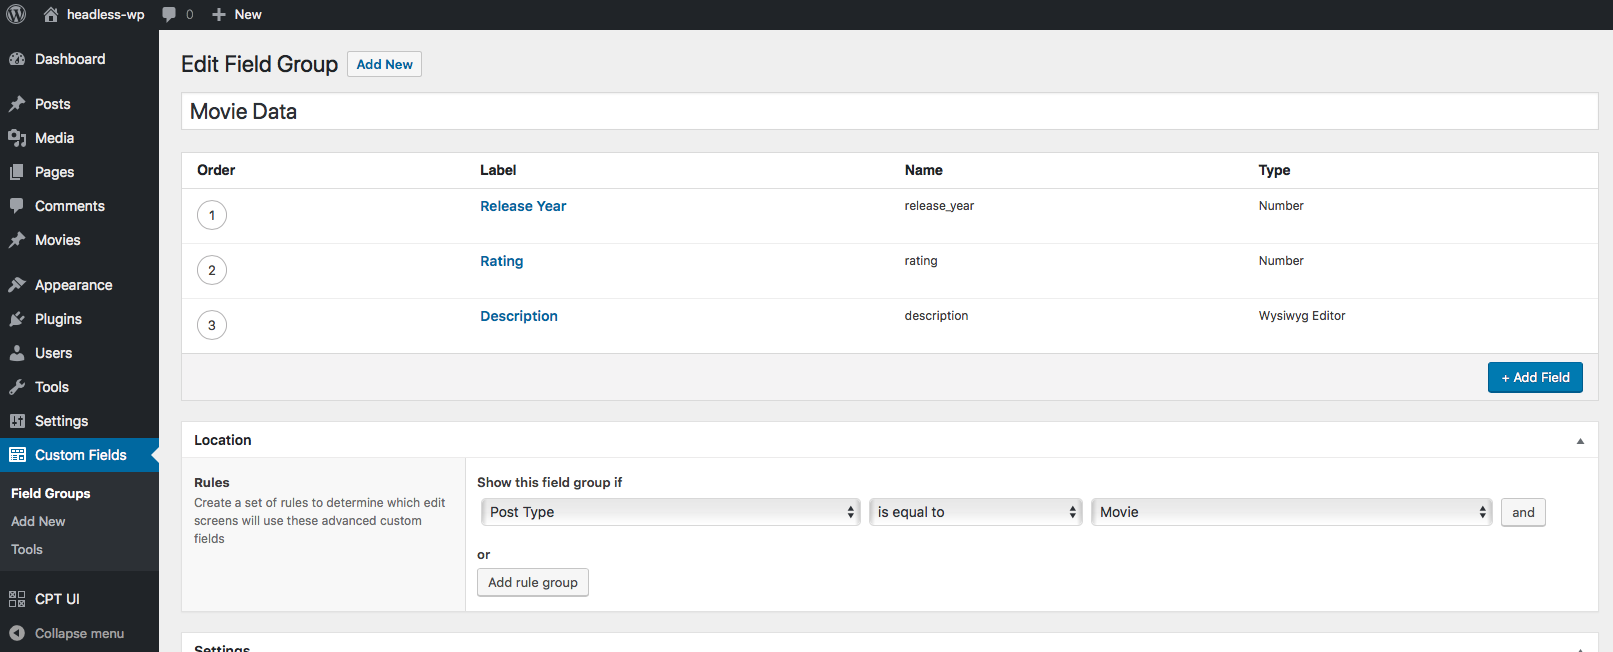 headless-wp 0 New
Dashboard
Posts
Media
Pages
Comments
Movies
Appearance
Plugins
Users
Tools
Settings
Custom Fields
Field Groups
Add New
Tools
CPT UI
Collapse menu
Edit Field Group Add New
Movie Data
Order Label Name Type
1 Release Year release_year Number
2 Rating rating Number
3 Description description Wysiwyg Editor
+ Add Field
Location
Rules
Create a set of rules to determine which edit
screens will use these advanced custom
fields
Show this field group if
Post Type is equal to Movie and
or
Add rule group
Settings